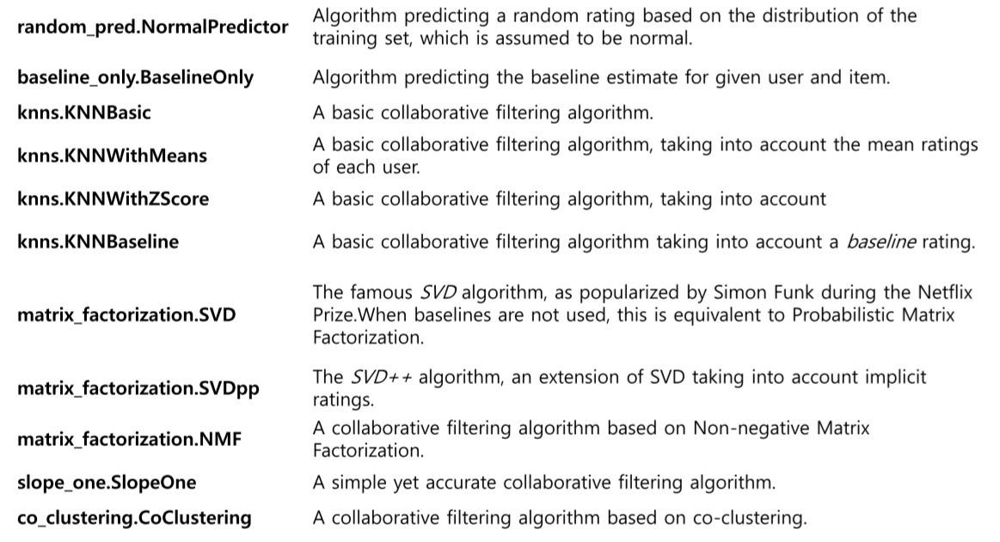 random_pred.NormalPredictor
Algorithm predicting a random rating based on the distribution of the
training set, which is assumed to be normal.
baseline_only.BaselineOnly
Algorithm predicting the baseline estimate for given user and item.
knns.KNNBasic
A basic collaborative filtering algorithm.
knns.KNNWithMeans
A basic collaborative filtering algorithm, taking into account the mean ratings
of each user.
knns.KNNWithZScore
A basic collaborative filtering algorithm, taking into account
knns.KNNBaseline
A basic collaborative filtering algorithm taking into account a baseline rating.
matrix_factorization.SVD
The famous SVD algorithm, as popularized by Simon Funk during the Netflix
Prize.When baselines are not used, this is equivalent to Probabilistic Matrix
Factorization.
matrix_factorization.SVDpp
The SVD++ algorithm, an extension of SVD taking into account implicit
ratings.
matrix_factorization.NMF
A collaborative filtering algorithm based on Non-negative Matrix
Factorization.
slope_one.SlopeOne
A simple yet accurate collaborative filtering algorithm.
co_clustering.CoClustering
A collaborative filtering algorithm based on co-clustering.